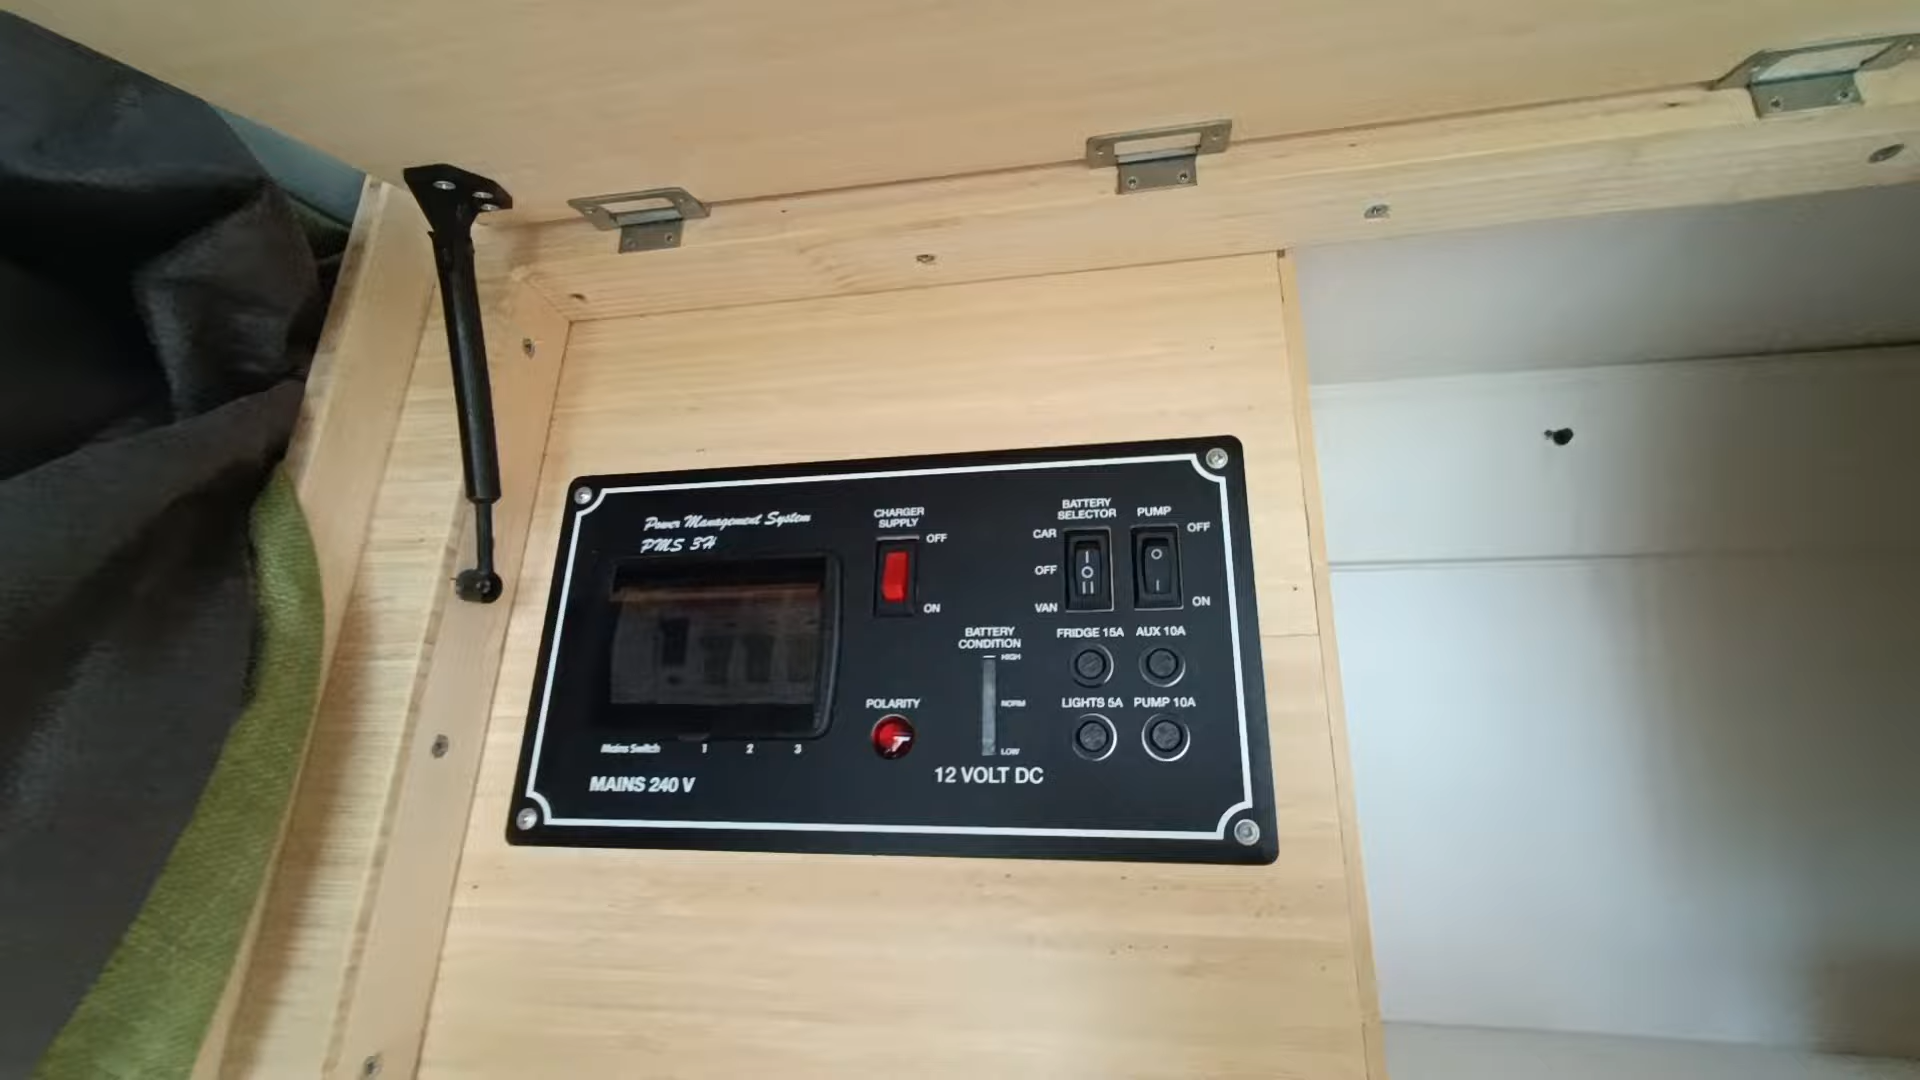 Power Management System
PMS 3H
CHARGER
SUPPLY
OFF
ON
BATTERY
SELECTOR
CAR
OFF
VAN
I
O
II
PUMP
OFF
ON
O
I
BATTERY
CONDITION
HIGH
NORM
LOW
FRIDGE 15A
AUX 10A
LIGHTS 5A
PUMP 10A
POLARITY
Mains Switch
1
2
3
MAINS 240 V
12 VOLT DC